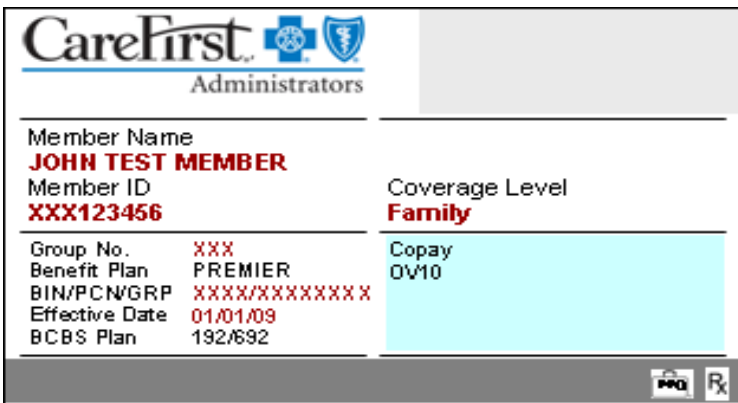 CareFirst.
Administrators
Member Name
JOHN TEST MEMBER
Member ID
XXX123456
Coverage Level
Family
Group No. XXX
Benefit Plan PREMIER
BIN/PCN/GRP XXXX/XXXXXXXX
Effective Date 01/01/09
BCBS Plan 192/692
Copay
OV10
PPO Rx